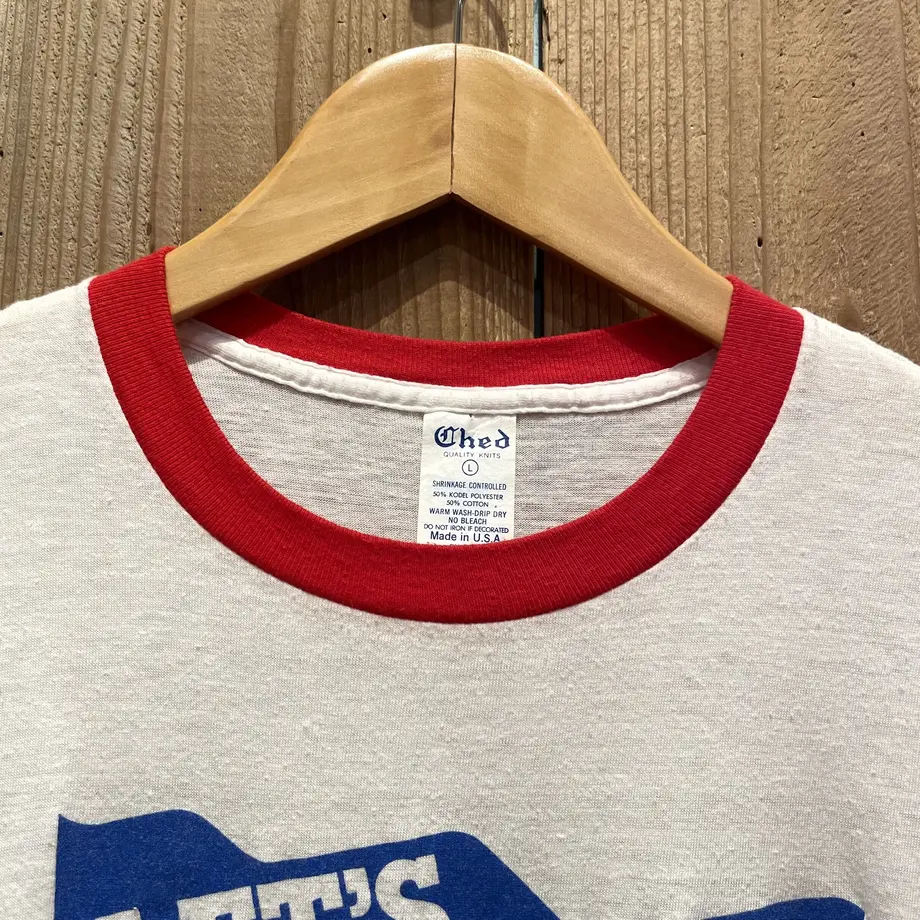 Ched
QUALITY KNITS
L
SHRINKAGE CONTROLLED
50% KODEL POLYESTER
50% COTTON
WARM WASH-DRIP DRY
NO BLEACH
DO NOT IRON IF DECORATED
Made in U.S.A.
LET'S